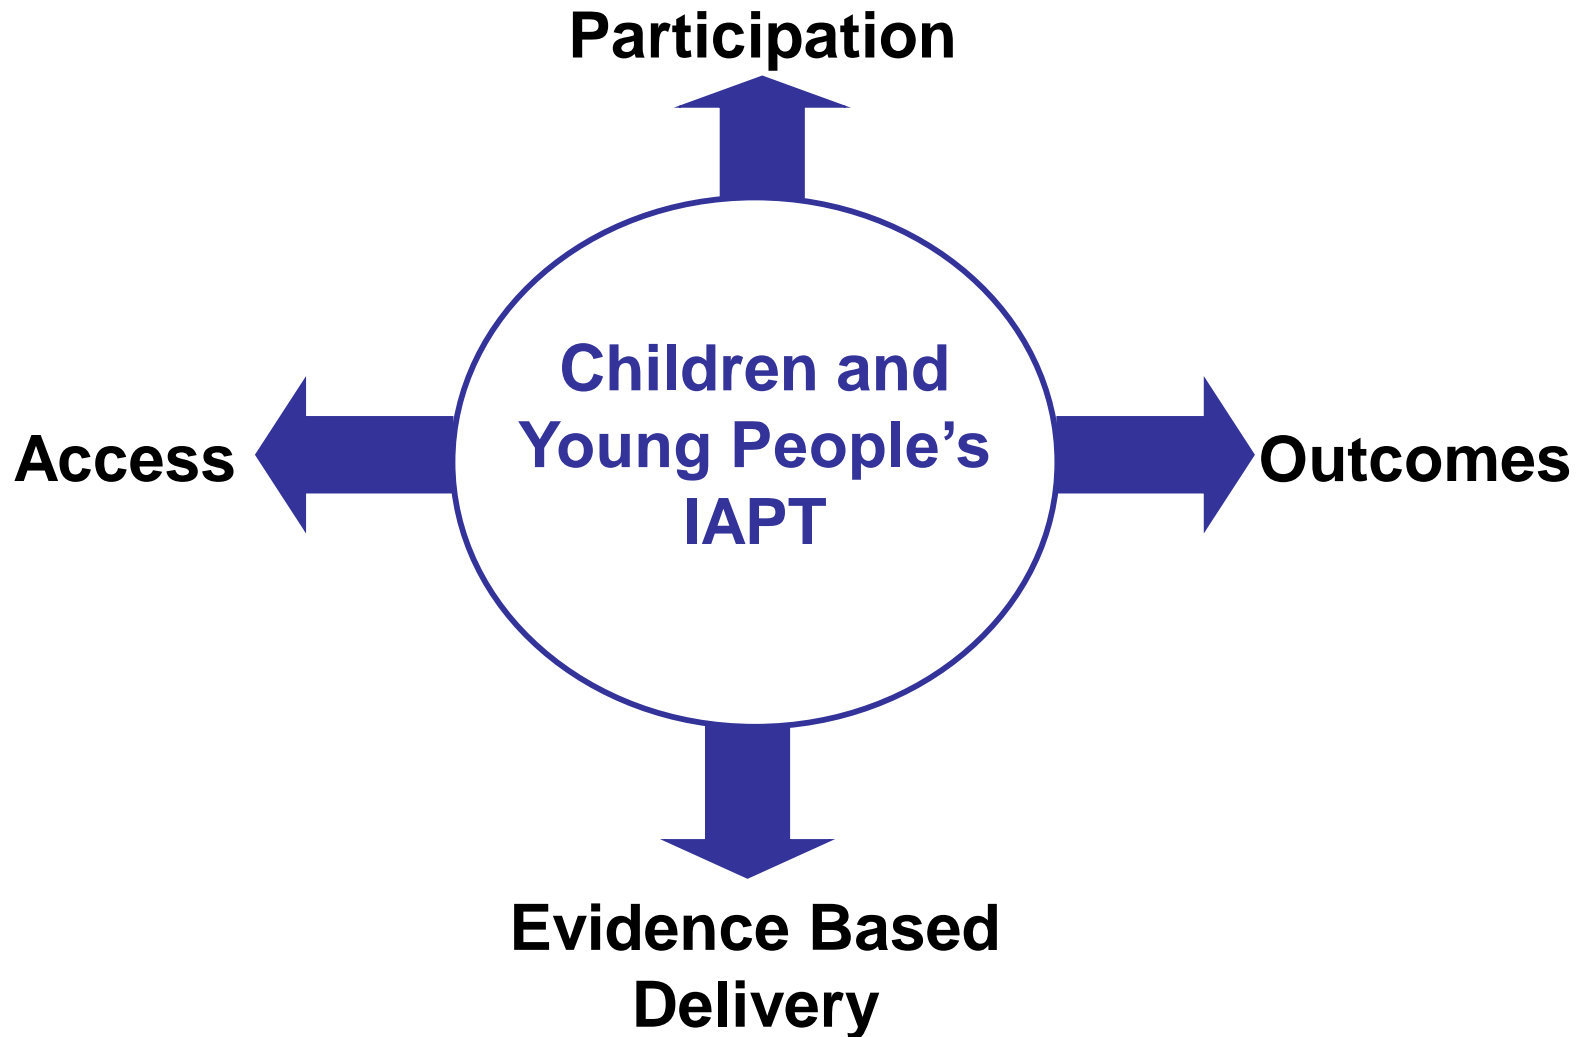 Participation
Children and
Young People’s
IAPT
Access
Outcomes
Evidence Based
Delivery